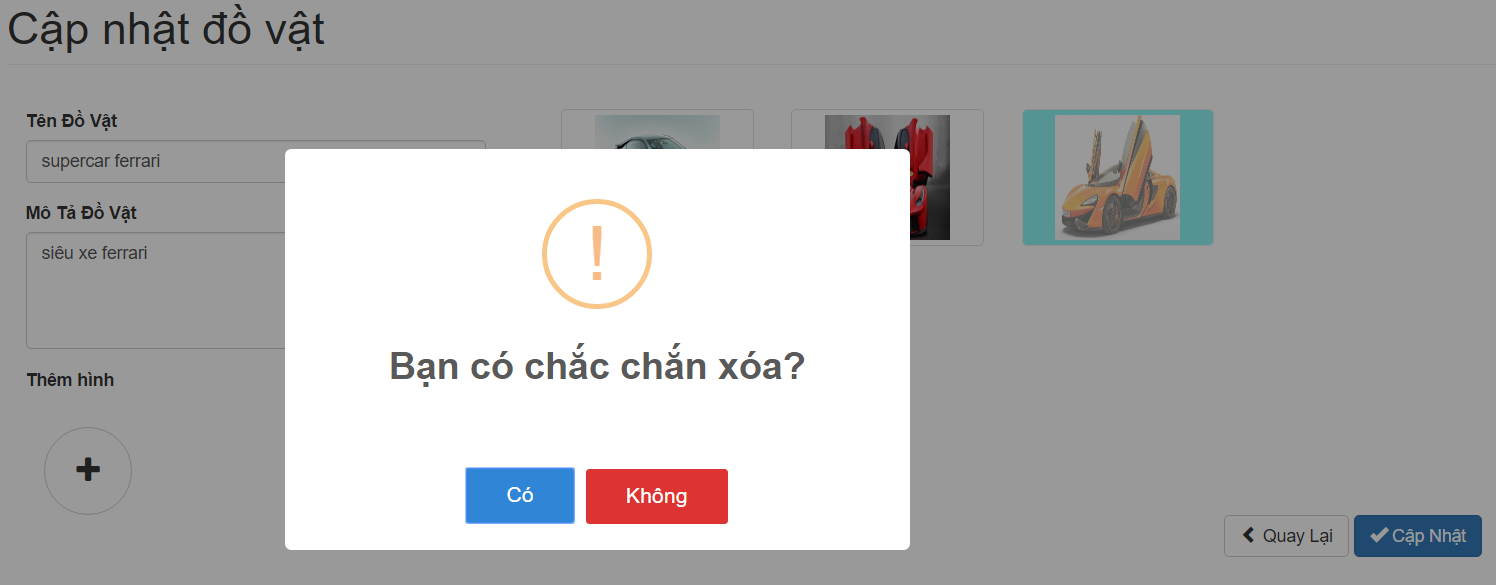 Cập nhật đồ vật
Tên Đồ Vật
supercar ferrari
Mô Tả Đồ Vật
siêu xe ferrari
Thêm hình
!
Bạn có chắc chắn xóa?
Có
Không
Quay Lại
Cập Nhật